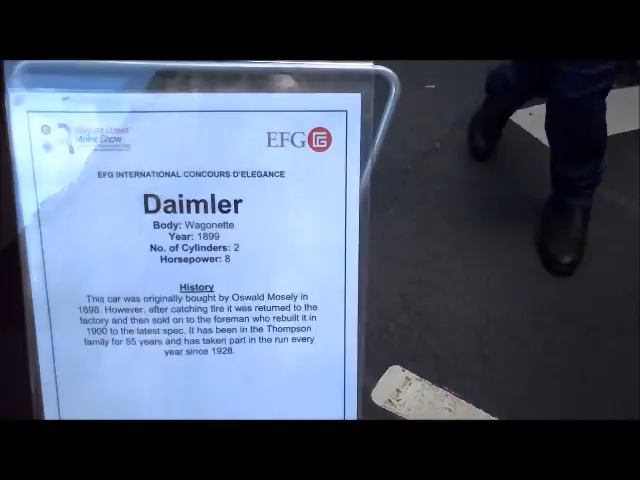 Regent Street
Motor Show
EFG
EFG INTERNATIONAL CONCOURS D'ELEGANCE
Daimler
Body: Wagonette
Year: 1899
No. of Cylinders: 2
Horsepower: 8
History
This car was originally bought by Oswald Mosely in
1898. However, after catching fire it was returned to the
factory and then sold on to the foreman who rebuilt it in
1900 to the latest spec. It has been in the Thompson
family for 55 years and has taken part in the run every
year since 1928.